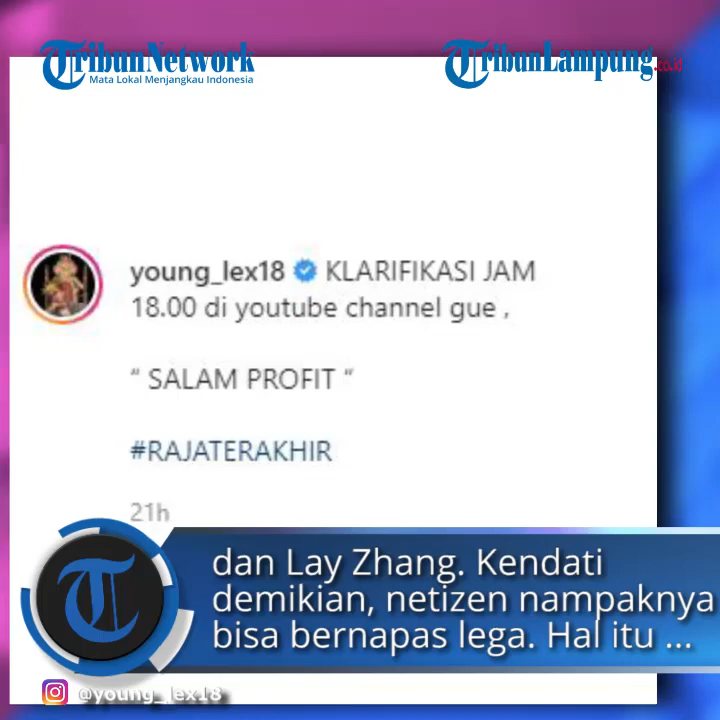 TribunNetwork
Mata Lokal Menjangkau Indonesia
TribunLampung.co.id
young_lex18 KLARIFIKASI JAM
18.00 di youtube channel gue ,
“ SALAM PROFIT “
#RAJATERAKHIR
21h
dan Lay Zhang. Kendati
demikian, netizen nampaknya
bisa bernapas lega. Hal itu ...
@young_lex18